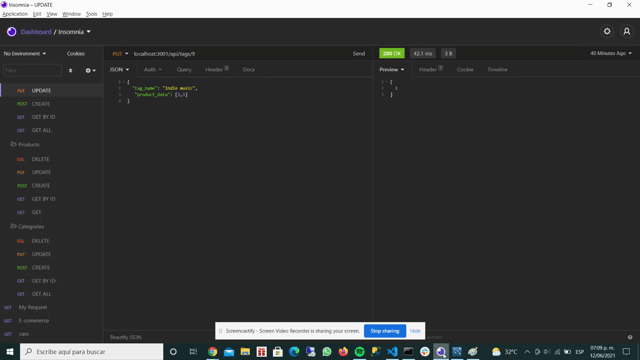 Insomnia – UPDATE
Application Edit View Window Tools Help
Dashboard / Insomnia
No Environment Cookies
PUT localhost:3001/api/tags/9 Send
200 OK 42.1 ms 3 B 40 Minutes Ago
Filter
JSON Auth Query Header 1 Docs
Preview Header Cookie Timeline
PUT UPDATE
POST CREATE
GET GET BY ID
GET GET ALL
Products
DEL DELETE
PUT UPDATE
POST CREATE
GET GET BY ID
GET GET
Categories
DEL DELETE
PUT UPDATE
POST CREATE
GET GET BY ID
GET GET ALL
GET My Request
GET E-commerce
GET cars
1 {
2 "tag_name": "Indie music",
3 "product_data": [
4 }
1 [
2
3 ]
Beautify JSON
Screencastify - Screen Video Recorder is sharing your screen. Stop sharing Hide
Escribe aquí para buscar
32°C ESP 07:09 p. m.
12/06/2021